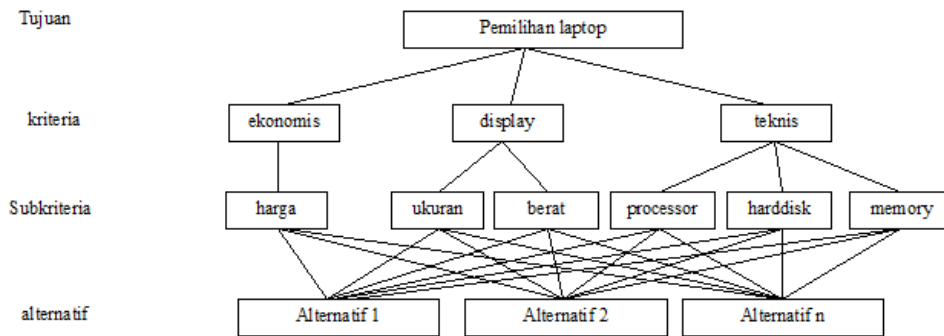 Tujuan
Pemilihan laptop
kriteria
ekonomis
display
teknis
Subkriteria
harga
ukuran
berat
processor
harddisk
memory
alternatif
Alternatif 1
Alternatif 2
Alternatif n